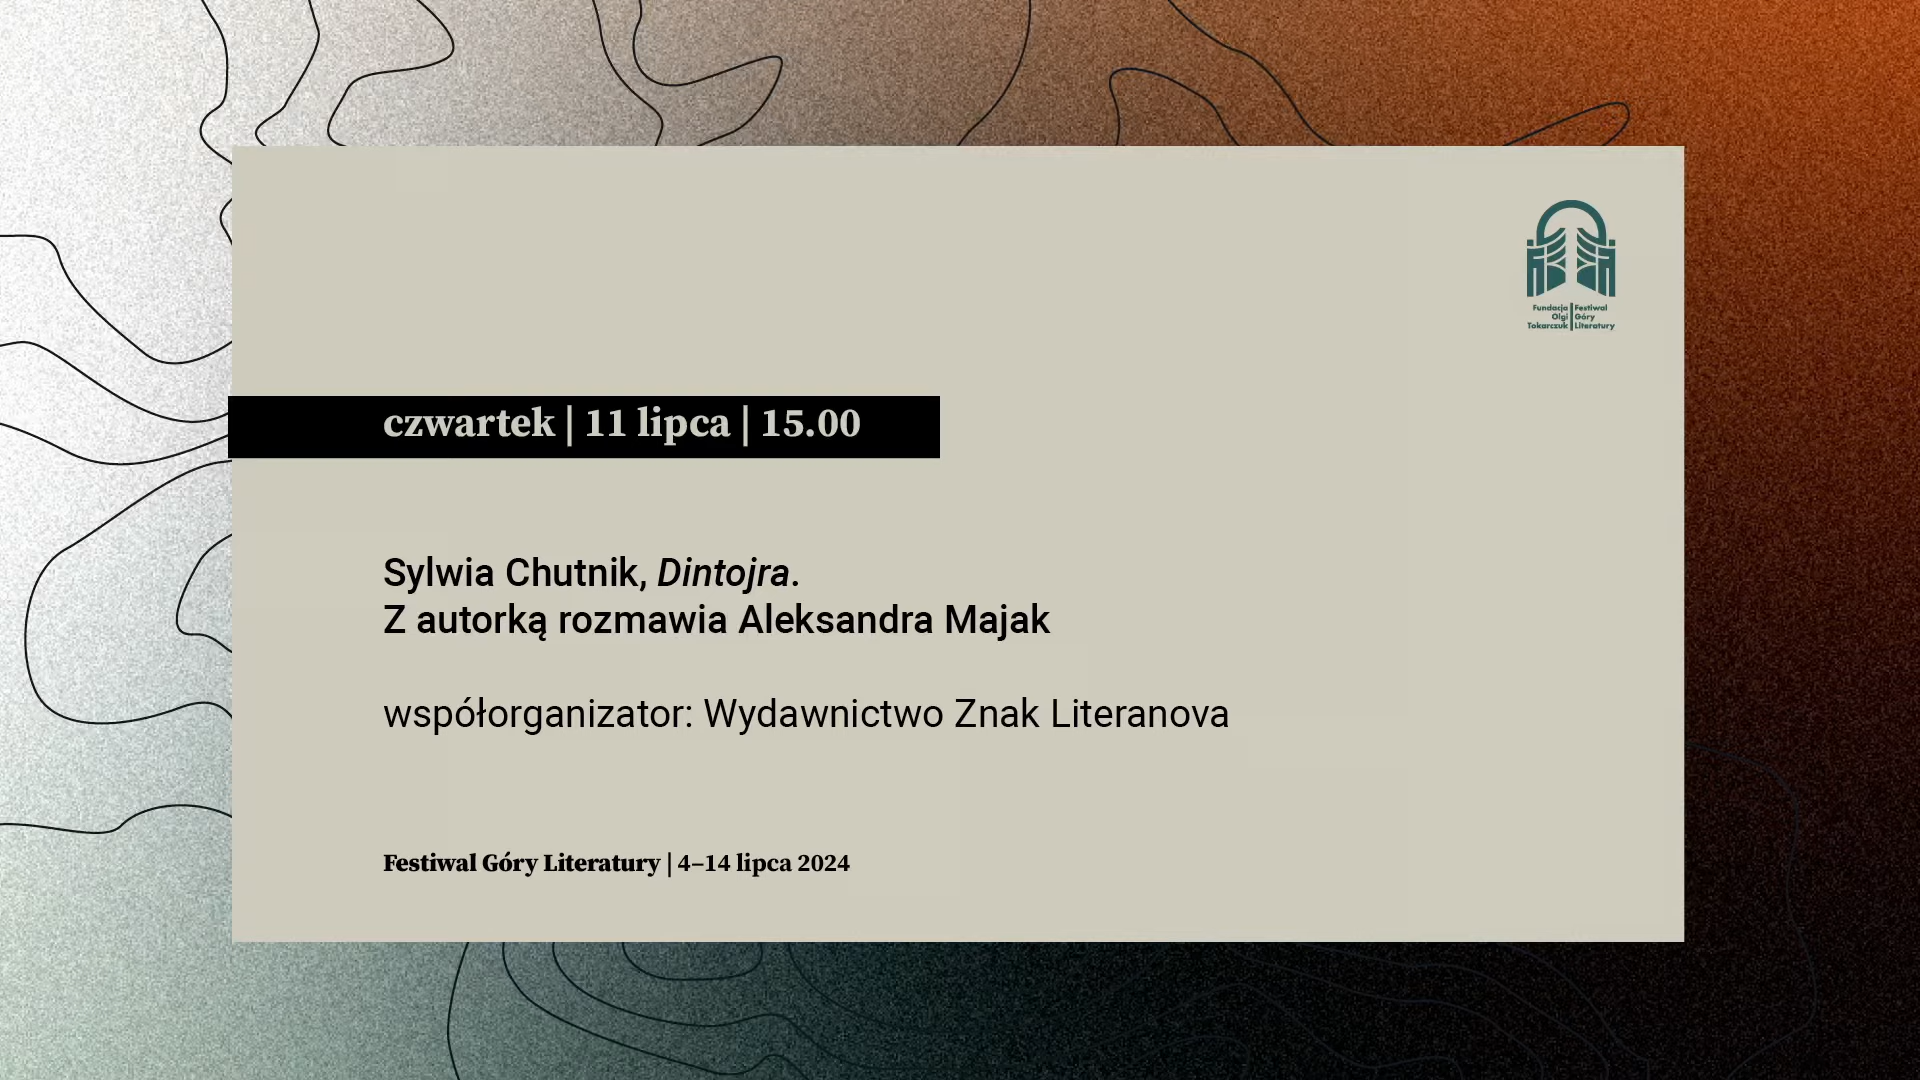 Fundacja Olgi Tokarczuk | Festiwal Góry Literatury
czwartek | 11 lipca | 15.00
Sylwia Chutnik, Dintojra.
Z autorką rozmawia Aleksandra Majak
współorganizator: Wydawnictwo Znak Literanova
Festiwal Góry Literatury | 4–14 lipca 2024